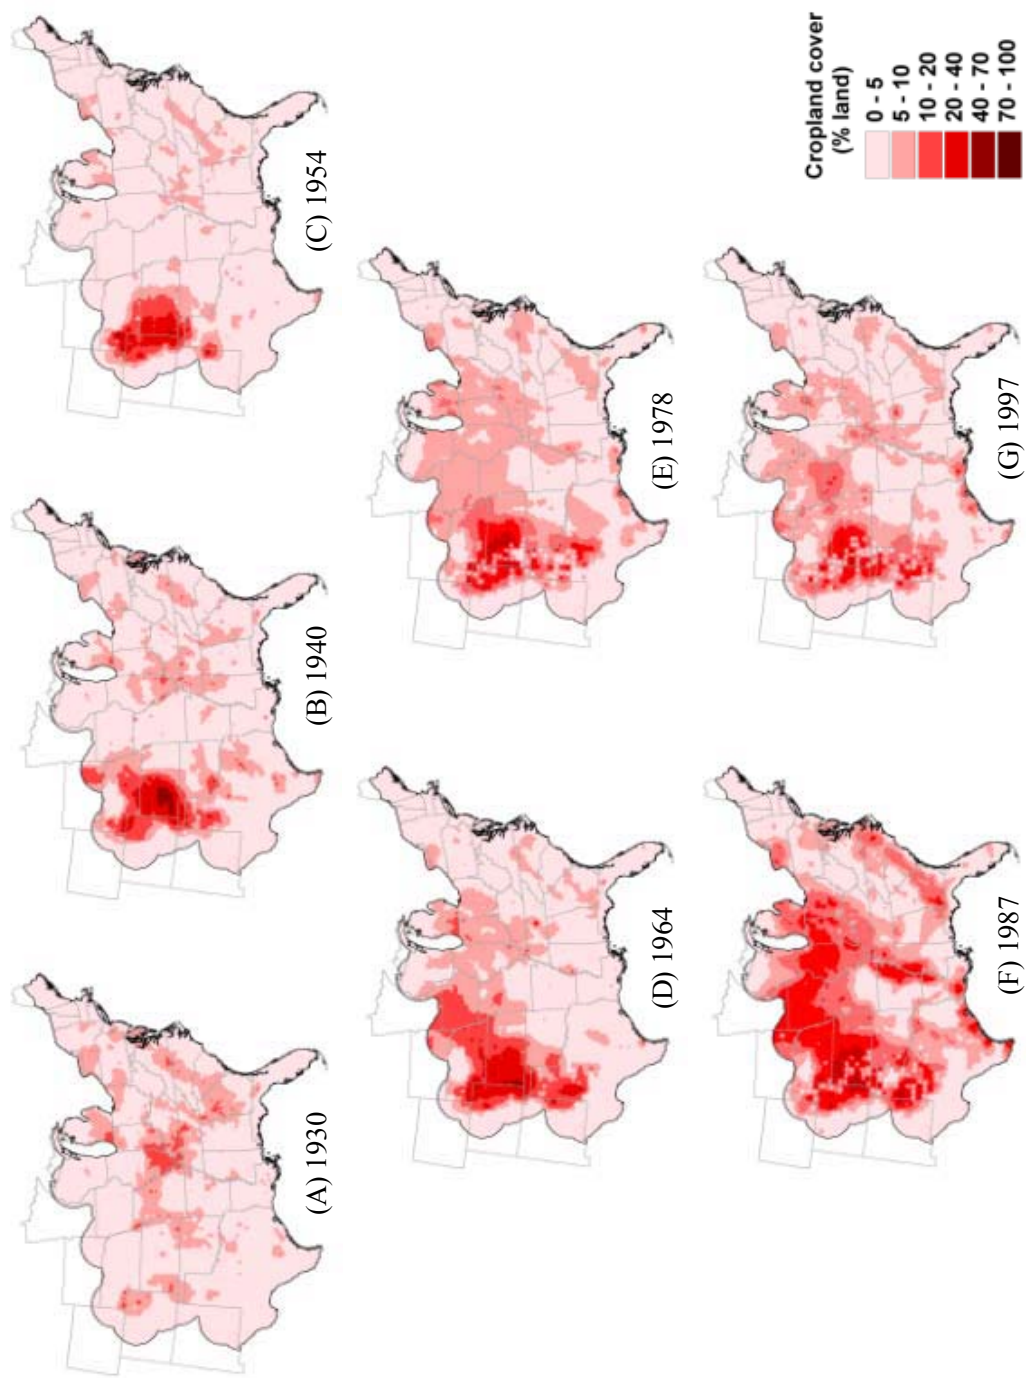 (A) 1930
(B) 1940
(C) 1954
(D) 1964
(E) 1978
(F) 1987
(G) 1997
Cropland cover
(% land)
0 - 5
5 - 10
10 - 20
20 - 40
40 - 70
70 - 100